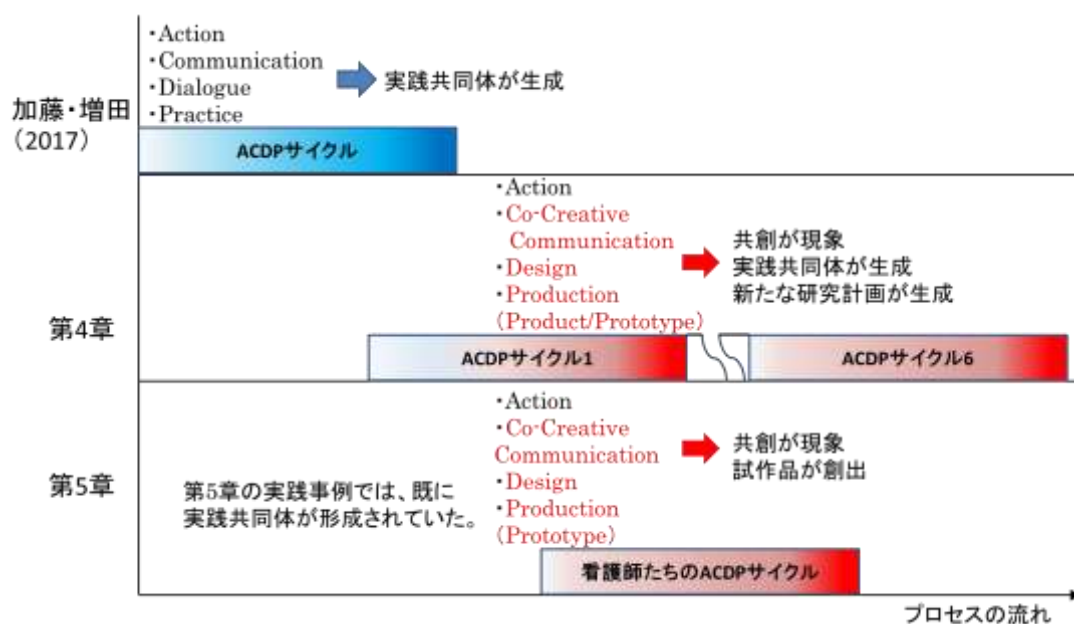 ・Action
・Communication
・Dialogue
・Practice
実践共同体が生成
加藤・増田
(2017)
ACDPサイクル
・Action
・Co-Creative
Communication
・Design
・Production
(Product/Prototype)
共創が現象
実践共同体が生成
新たな研究計画が生成
第4章
ACDPサイクル1
ACDPサイクル6
・Action
・Co-Creative
Communication
・Design
・Production
(Prototype)
共創が現象
試作品が創出
第5章
第5章の実践事例では、既に
実践共同体が形成されていた。
看護師たちのACDPサイクル
プロセスの流れ